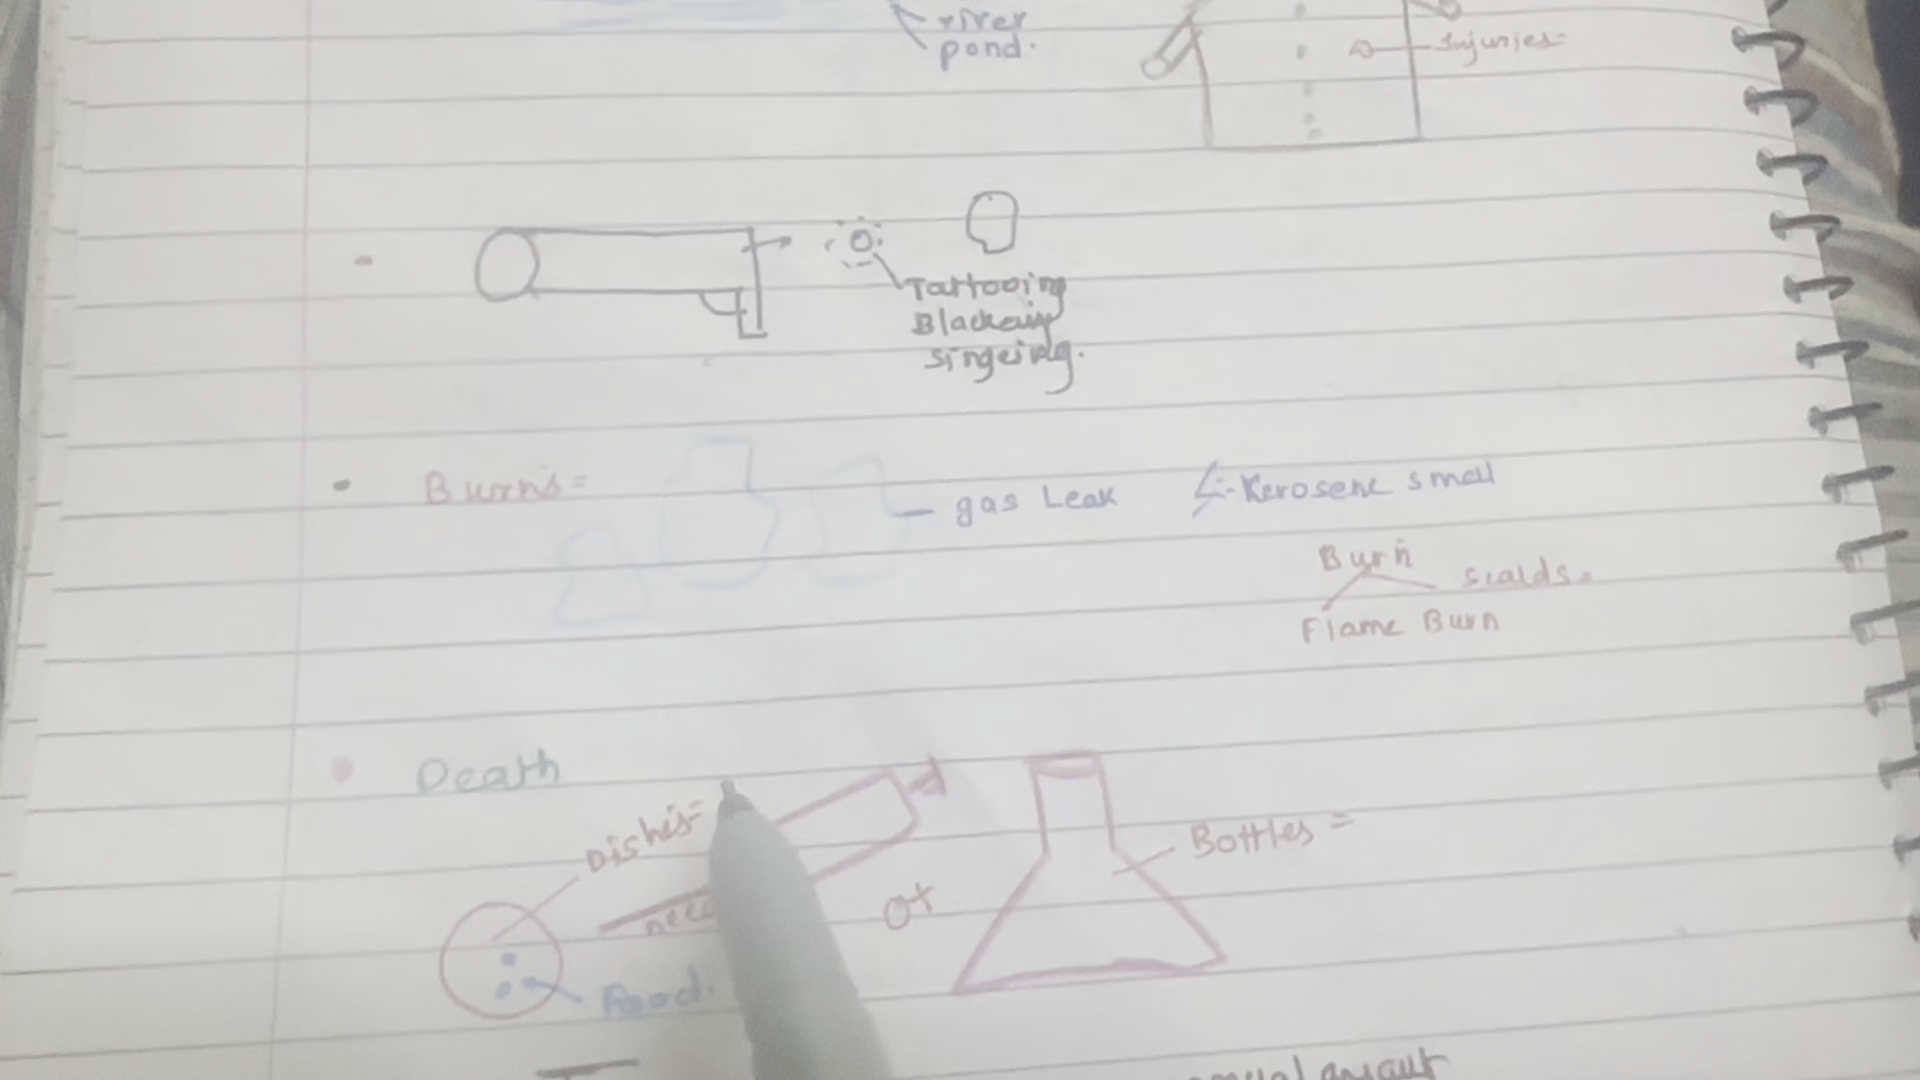 river
pond.
Injuries=
Tattooing
Blackening
singeing.
Burns=
gas Leak
Kerosene smell
Burn
scalds.
Flame Burn
Death
Dishes=
Bottles =
or
Food.